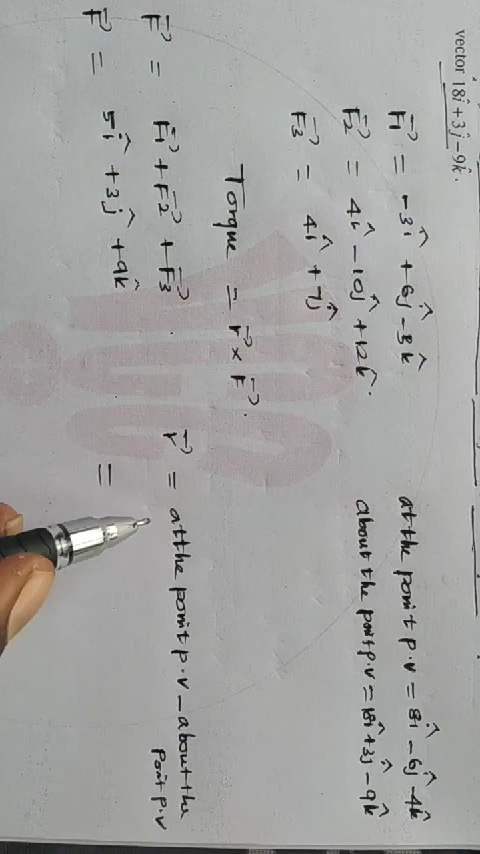 vector 18î + 3ĵ − 9k̂.
F⃗1 = −3î + 6ĵ − 3k̂ at the point p.v = 8î − 6ĵ − 4k̂
F⃗2 = 4î − 10ĵ + 12k̂. about the point p.v = 18î + 3ĵ − 9k̂
F⃗3 = 4î + 7ĵ
Torque = r⃗ × F⃗.
F⃗ = F⃗1 + F⃗2 + F⃗3 r⃗ = at the point p.v − about the point p.v
F⃗ = 5î + 3ĵ + 9k̂ =